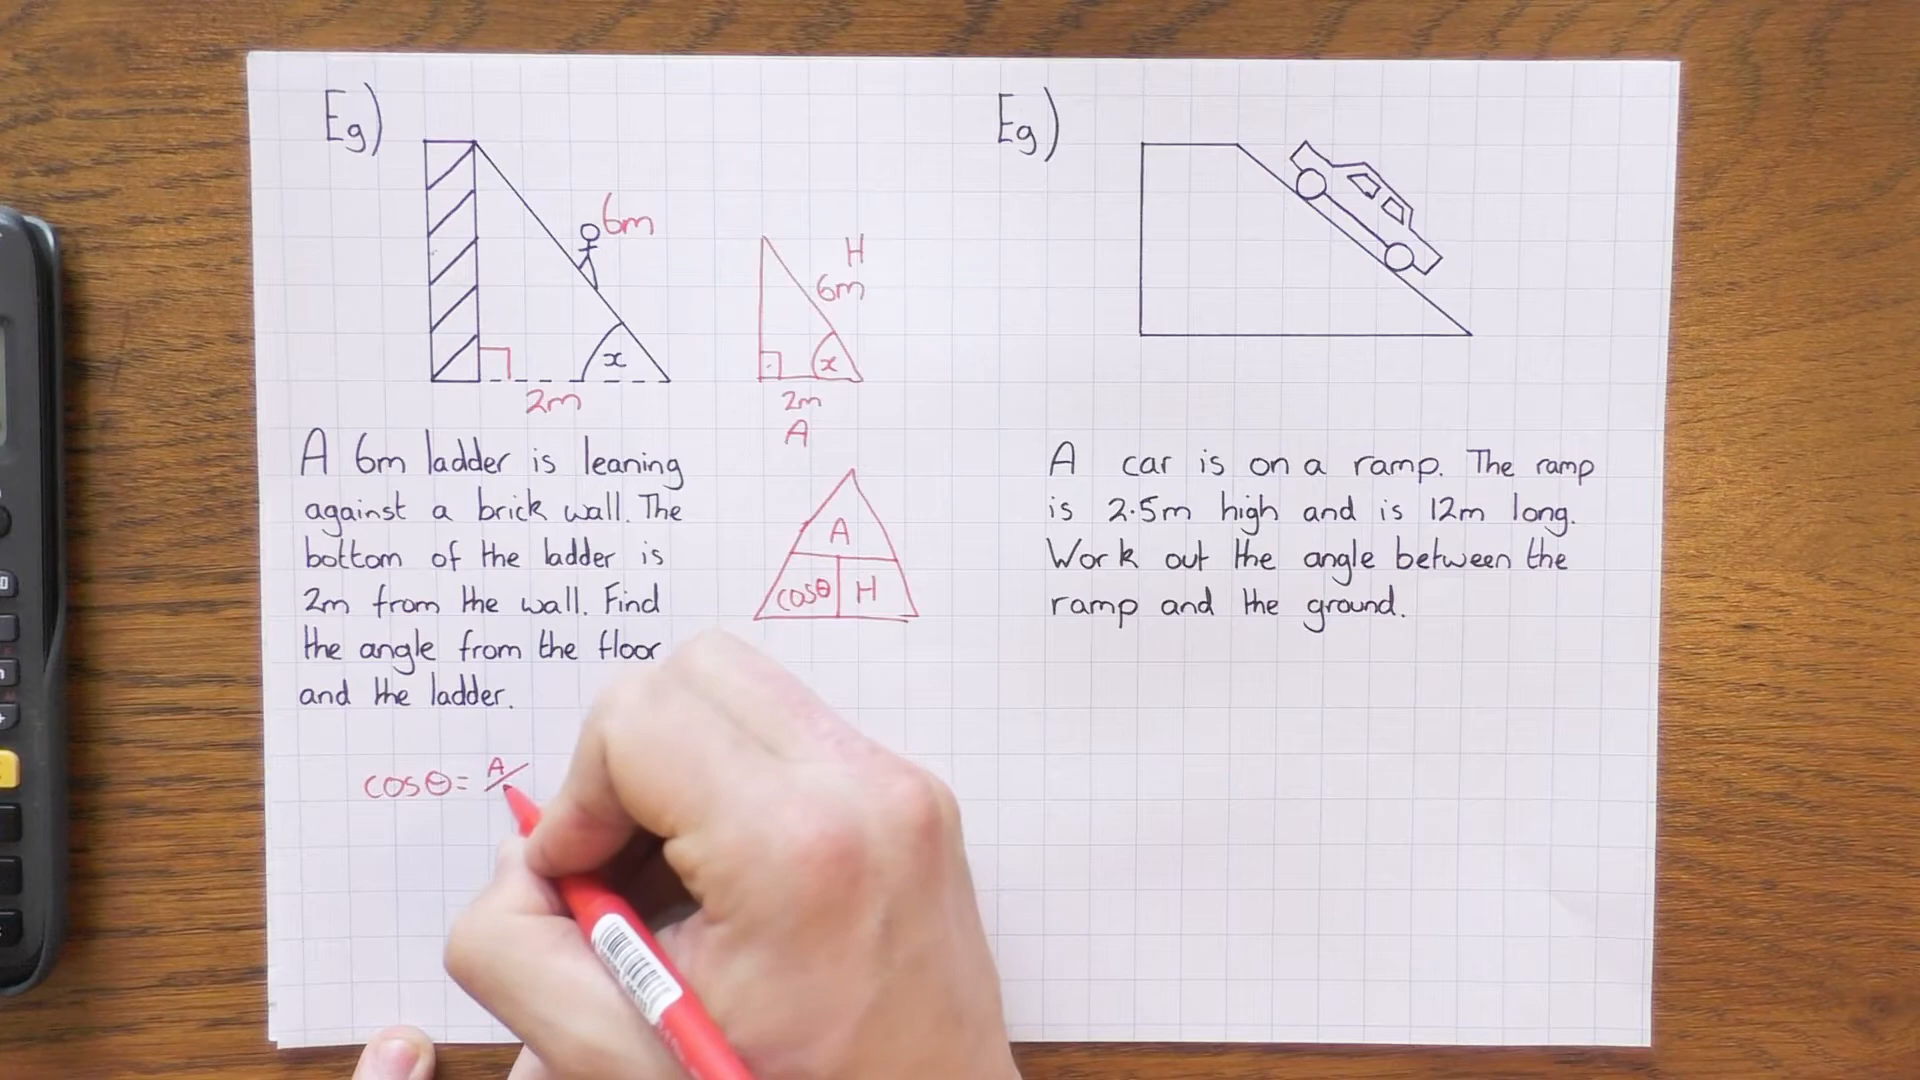 Eg)
6m
x
2m
H
6m
x
2m
A
A
cosθ
H
A 6m ladder is leaning
against a brick wall. The
bottom of the ladder is
2m from the wall. Find
the angle from the floor
and the ladder.
cosθ= A/
Eg)
A car is on a ramp. The ramp
is 2.5m high and is 12m long.
Work out the angle between the
ramp and the ground.